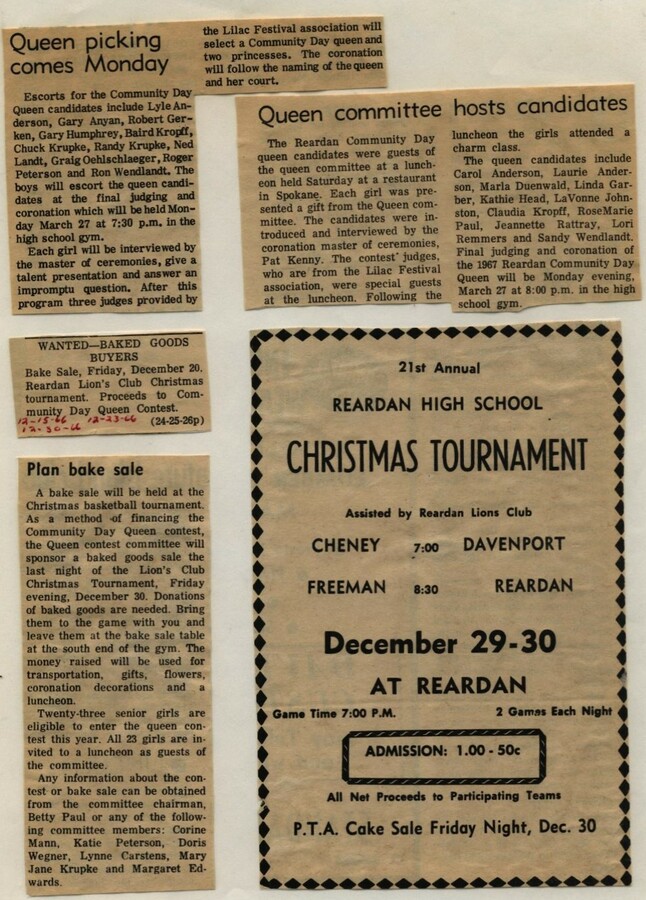 Queen picking
comes Monday
Escorts for the Community Day
Queen candidates include Lyle An-
derson, Gary Anyan, Robert Ger-
ken, Gary Humphrey, Baird Kropff,
Chuck Krupke, Randy Krupke, Ned
Landt, Graig Oehlschlaeger, Roger
Peterson and Ron Wendlandt. The
boys will escort the queen candi-
dates at the final judging and
coronation which will be held Mon-
day March 27 at 7:30 p.m. in the
high school gym.
Each girl will be interviewed by
the master of ceremonies, give a
talent presentation and answer an
impromptu question. After this
program three judges provided by
the Lilac Festival association will
select a Community Day queen and
two princesses. The coronation
will follow the naming of the queen
and her court.
Queen committee hosts candidates
The Reardan Community Day
queen candidates were guests of
the queen committee at a lunch-
eon held Saturday at a restaurant
in Spokane. Each girl was pre-
sented a gift from the Queen com-
mittee. The candidates were in-
troduced and interviewed by the
coronation master of ceremonies,
Pat Kenny. The contest' judges,
who are from the Lilac Festival
association, were special guests
at the luncheon. Following the
luncheon the girls attended a
charm class.
The queen candidates include
Carol Anderson, Laurie Ander-
son, Marla Duenwald, Linda Gar-
ber, Kathie Head, LaVonne John-
ston, Claudia Kropff, RoseMarie
Paul, Jeannette Rattray, Lori
Remmers and Sandy Wendlandt.
Final judging and coronation of
the 1967 Reardan Community Day
Queen will be Monday evening,
March 27 at 8:00 p.m. in the high
school gym.
WANTED—BAKED GOODS
BUYERS
Bake Sale, Friday, December 20.
Reardan Lion's Club Christmas
tournament. Proceeds to Com-
munity Day Queen Contest.
(24-25-26p)
12-15-66 12-23-66
12-30-66
Plan bake sale
A bake sale will be held at the
Christmas basketball tournament.
As a method of financing the
Community Day Queen contest,
the Queen contest committee will
sponsor a baked goods sale the
last night of the Lion's Club
Christmas Tournament, Friday
evening, December 30. Donations
of baked goods are needed. Bring
them to the game with you and
leave them at the bake sale table
at the south end of the gym. The
money raised will be used for
transportation, gifts, flowers,
coronation decorations and a
luncheon.
Twenty-three senior girls are
eligible to enter the queen con-
test this year. All 23 girls are in-
vited to a luncheon as guests of
the committee.
Any information about the con-
test or bake sale can be obtained
from the committee chairman,
Betty Paul or any of the follow-
ing committee members: Corine
Mann, Katie Peterson, Doris
Wegner, Lynne Carstens, Mary
Jane Krupke and Margaret Ed-
wards.
21st Annual
REARDAN HIGH SCHOOL
CHRISTMAS TOURNAMENT
Assisted by Reardan Lions Club
CHENEY 7:00 DAVENPORT
FREEMAN 8:30 REARDAN
December 29-30
AT REARDAN
Game Time 7:00 P.M. 2 Games Each Night
ADMISSION: 1.00 - 50c
All Net Proceeds to Participating Teams
P.T.A. Cake Sale Friday Night, Dec. 30